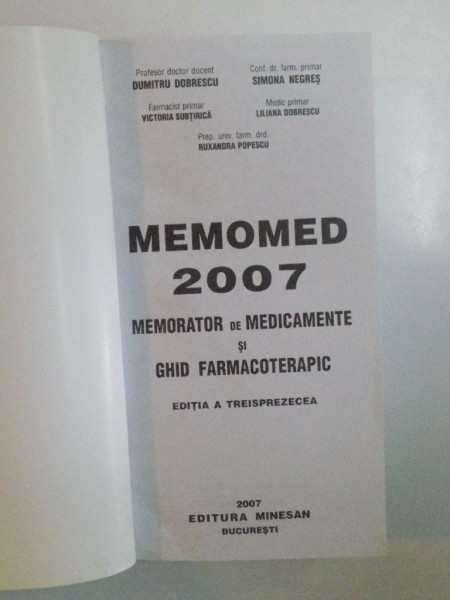 Profesor doctor docent
DUMITRU DOBRESCU
Conf. dr. farm. primar
SIMONA NEGREȘ
Farmacist primar
VICTORIA SUBȚIRICĂ
Medic primar
LILIANA DOBRESCU
Prep. univ. farm. drd.
RUXANDRA POPESCU
MEMOMED
2007
MEMORATOR DE MEDICAMENTE
ȘI
GHID FARMACOTERAPIC
EDIȚIA A TREISPREZECEA
2007
EDITURA MINESAN
BUCUREȘTI